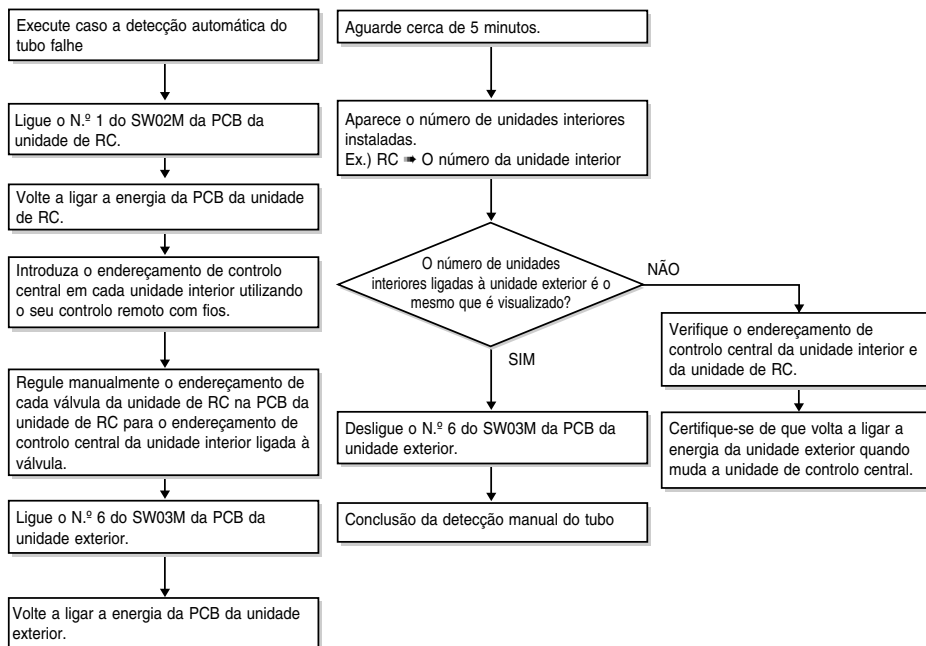 Execute caso a detecção automática do
tubo falhe
Ligue o N.º 1 do SW02M da PCB da
unidade de RC.
Volte a ligar a energia da PCB da unidade
de RC.
Introduza o endereçamento de controlo
central em cada unidade interior utilizando
o seu controlo remoto com fios.
Regule manualmente o endereçamento de
cada válvula da unidade de RC na PCB da
unidade de RC para o endereçamento de
controlo central da unidade interior ligada à
válvula.
Ligue o N.º 6 do SW03M da PCB da
unidade exterior.
Volte a ligar a energia da PCB da unidade
exterior.
Aguarde cerca de 5 minutos.
Aparece o número de unidades interiores
instaladas.
Ex.) RC ➠ O número da unidade interior
O número de unidades
interiores ligadas à unidade exterior é o
mesmo que é visualizado?
NÃO
SIM
Desligue o N.º 6 do SW03M da PCB da
unidade exterior.
Conclusão da detecção manual do tubo
Verifique o endereçamento de
controlo central da unidade interior e
da unidade de RC.
Certifique-se de que volta a ligar a
energia da unidade exterior quando
muda a unidade de controlo central.